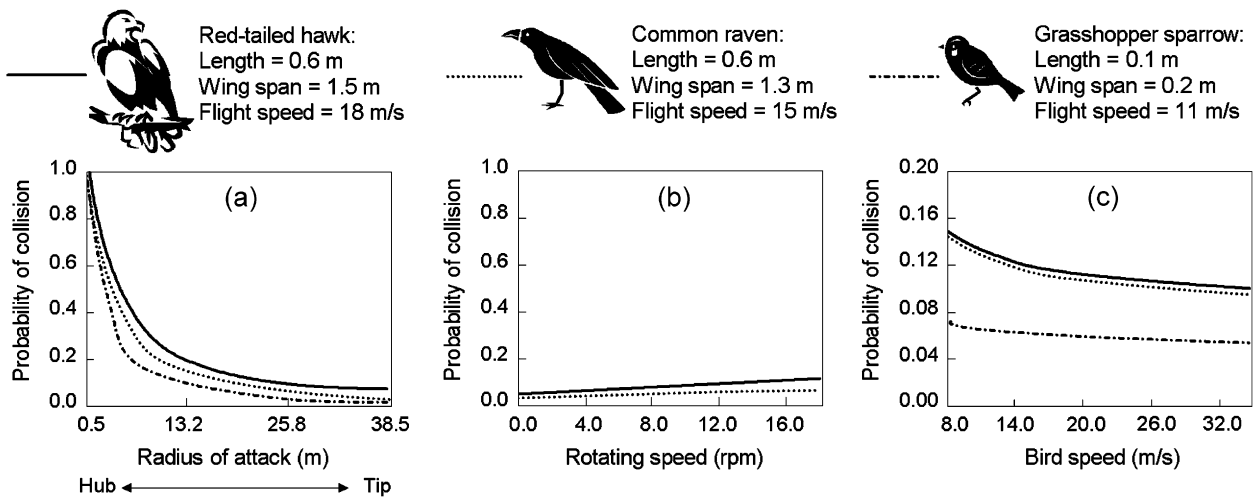 Red-tailed hawk:
Length = 0.6 m
Wing span = 1.5 m
Flight speed = 18 m/s
Common raven:
Length = 0.6 m
Wing span = 1.3 m
Flight speed = 15 m/s
Grasshopper sparrow:
Length = 0.1 m
Wing span = 0.2 m
Flight speed = 11 m/s
Probability of collision
1.0
0.8
0.6
0.4
0.2
0.0
(a)
0.5 13.2 25.8 38.5
Radius of attack (m)
Hub Tip
Probability of collision
1.0
0.8
0.6
0.4
0.2
0.0
(b)
0.0 4.0 8.0 12.0 16.0
Rotating speed (rpm)
Probability of collision
0.20
0.16
0.12
0.08
0.04
0.00
(c)
8.0 14.0 20.0 26.0 32.0
Bird speed (m/s)